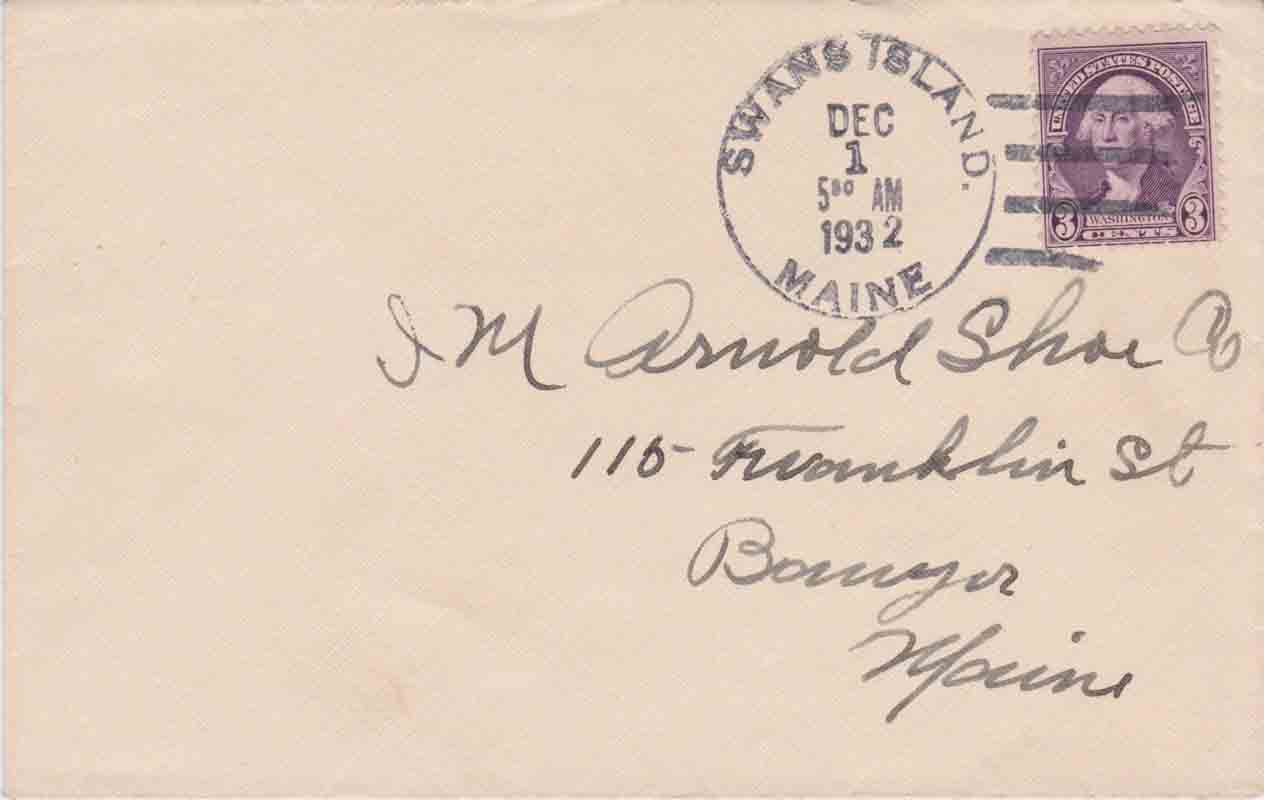 SWANS ISLAND.
DEC
1
5⁰⁰ AM
1932
MAINE
UNITED STATES POSTAGE
3 WASHINGTON 3
CENTS
J M Arnold Shoe Co
115 Franklin St
Bangor
Maine